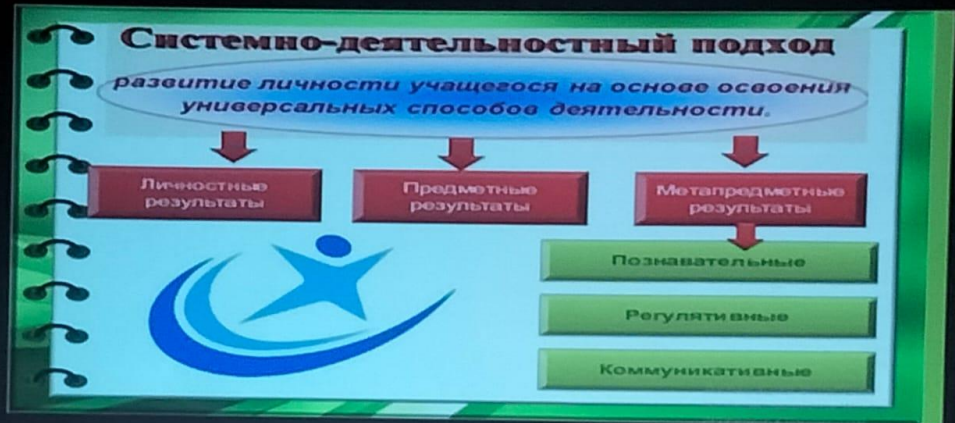 Системно-деятельностный подход
развитие личности учащегося на основе освоения
универсальных способов деятельности.
Личностные
результаты
Предметные
результаты
Метапредметные
результаты
Познавательные
Регулятивные
Коммуникативные